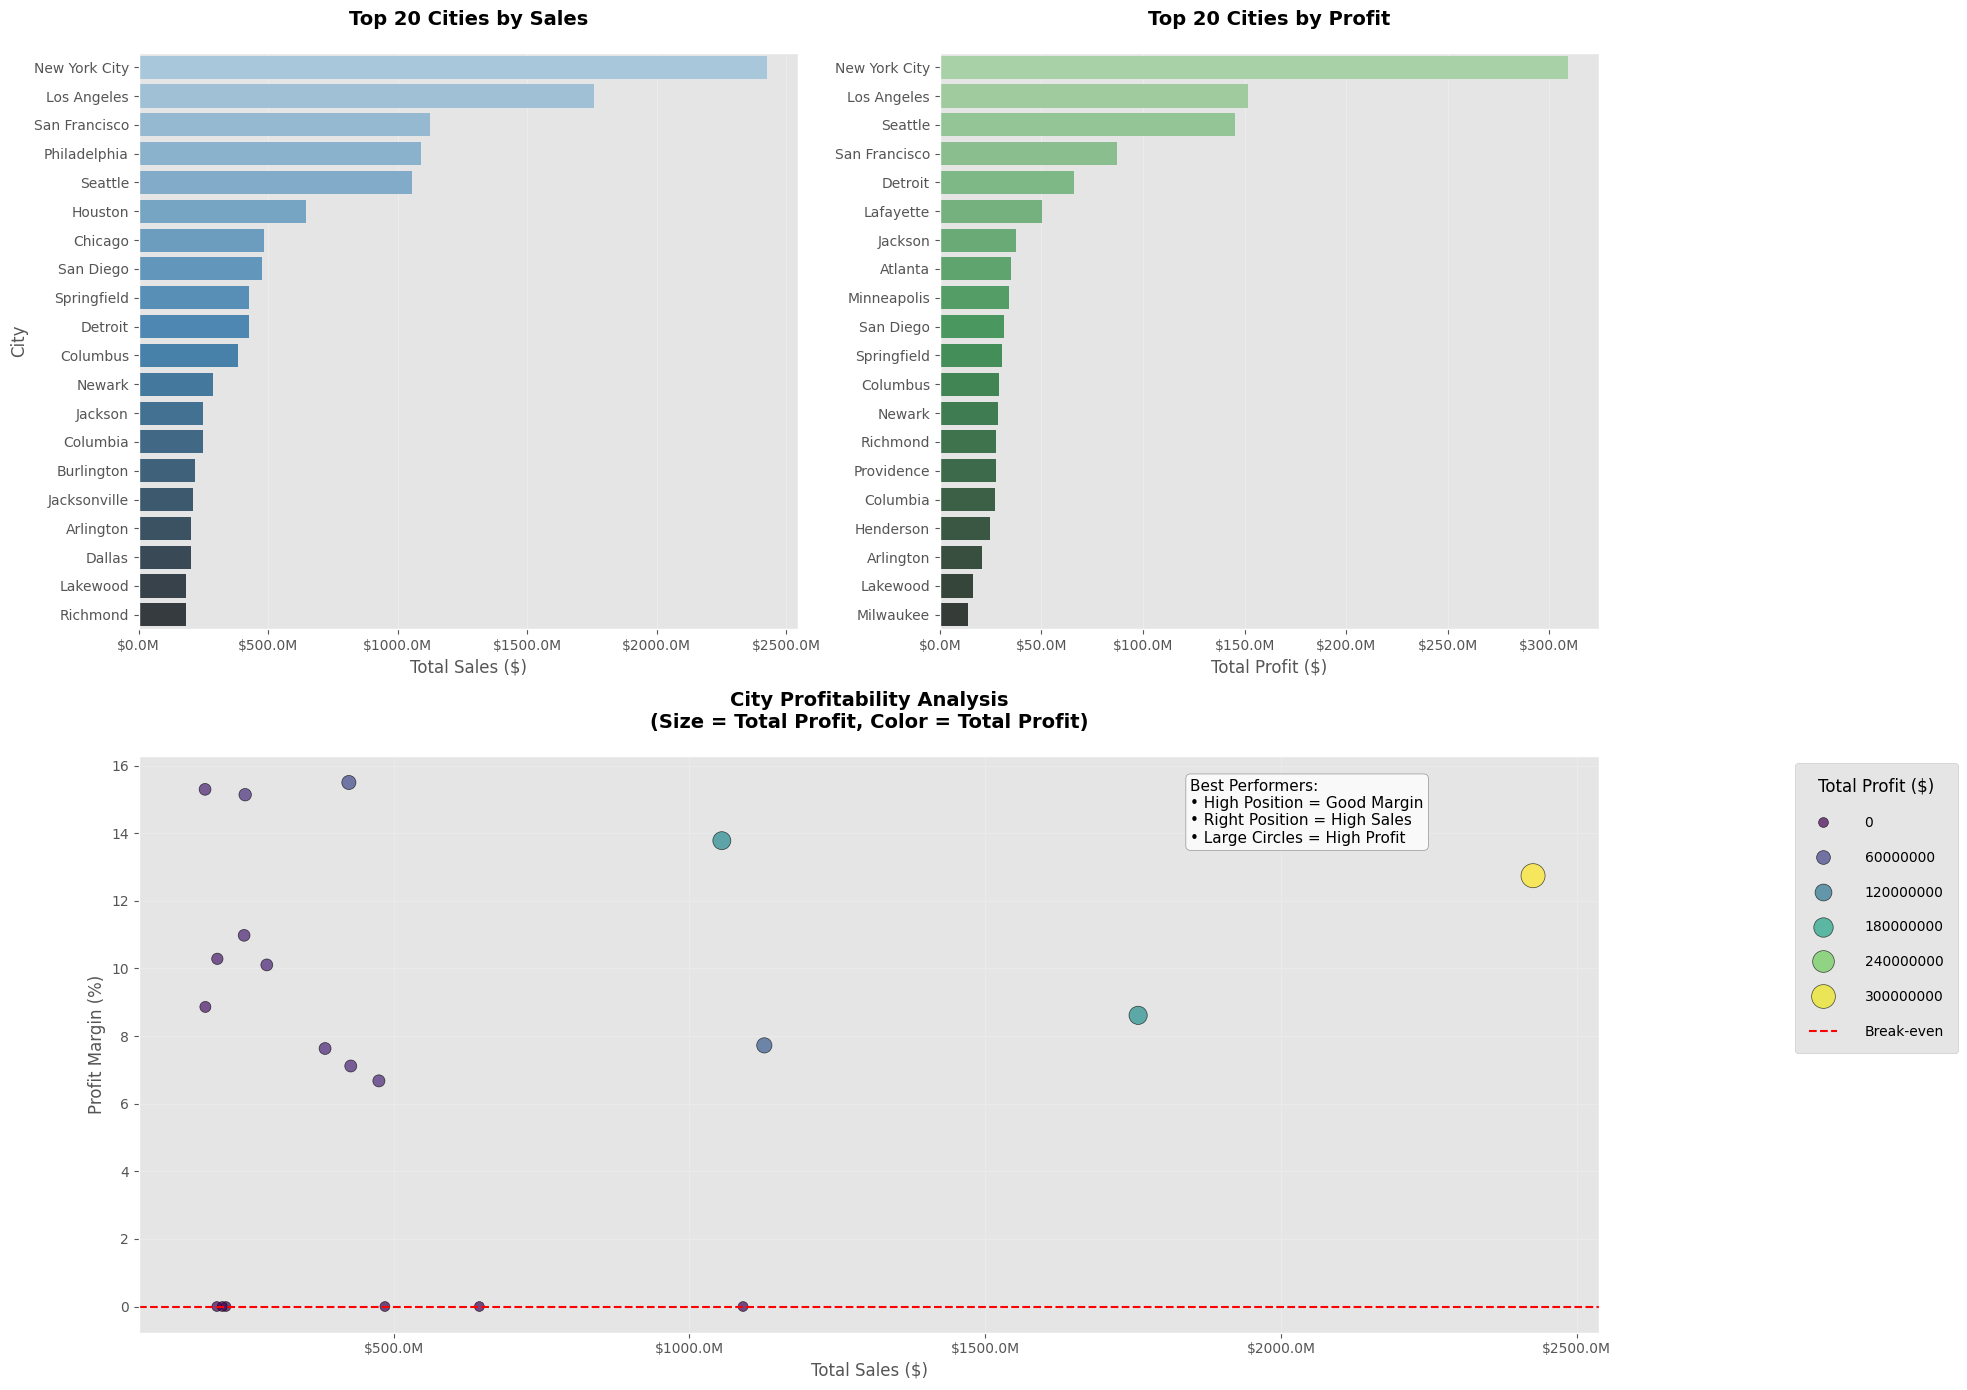 Top 20 Cities by Sales
New York City
Los Angeles
San Francisco
Philadelphia
Seattle
Houston
Chicago
San Diego
Springfield
Detroit
Columbus
Newark
Jackson
Columbia
Burlington
Jacksonville
Arlington
Dallas
Lakewood
Richmond
City
$0.0M $500.0M $1000.0M $1500.0M $2000.0M $2500.0M
Total Sales ($)
Top 20 Cities by Profit
New York City
Los Angeles
Seattle
San Francisco
Detroit
Lafayette
Jackson
Atlanta
Minneapolis
San Diego
Springfield
Columbus
Newark
Richmond
Providence
Columbia
Henderson
Arlington
Lakewood
Milwaukee
$0.0M $50.0M $100.0M $150.0M $200.0M $250.0M $300.0M
Total Profit ($)
City Profitability Analysis
(Size = Total Profit, Color = Total Profit)
16
14
12
10
8
6
4
2
0
Profit Margin (%)
Best Performers:
• High Position = Good Margin
• Right Position = High Sales
• Large Circles = High Profit
$500.0M $1000.0M $1500.0M $2000.0M $2500.0M
Total Sales ($)
Total Profit ($)
0
60000000
120000000
180000000
240000000
300000000
Break-even